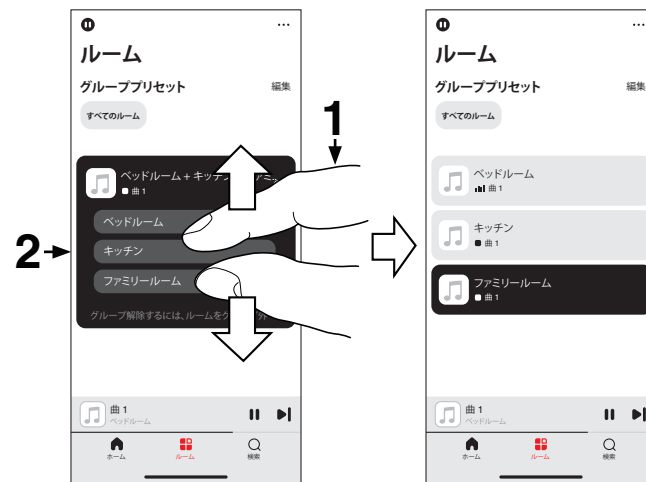 ルーム
グループプリセット
編集
すべてのルーム
1
ベッドルーム + キッチン
曲 1
ベッドルーム
2
キッチン
ファミリールーム
グループ解除するには、ルームを
曲 1
ベッドルーム
ホーム
ルーム
検索
ルーム
グループプリセット
編集
すべてのルーム
ベッドルーム
曲 1
キッチン
曲 1
ファミリールーム
曲 1
曲 1
ベッドルーム
ホーム
ルーム
検索